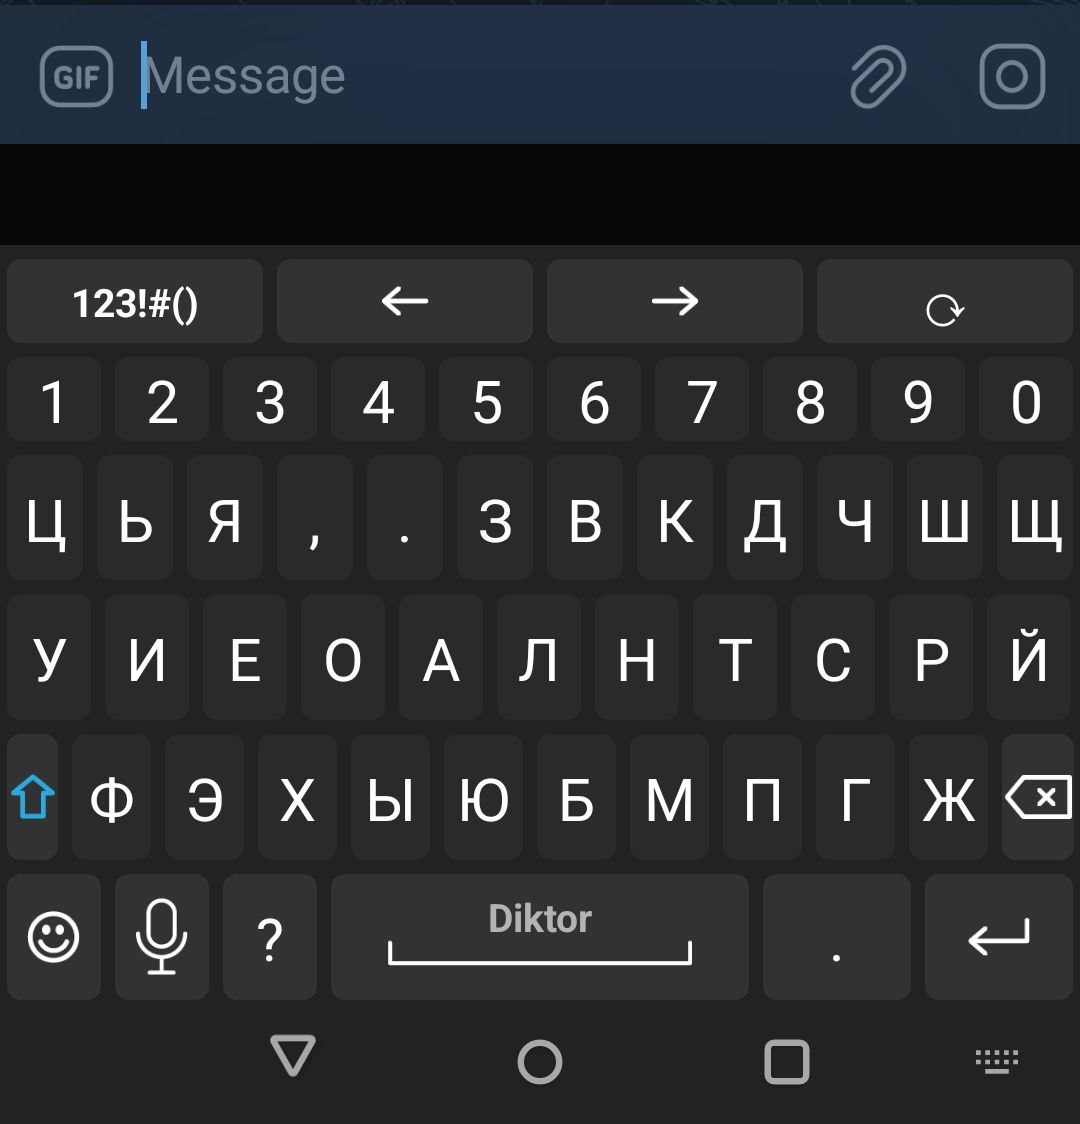 GIF Message
123!#() ← →
1 2 3 4 5 6 7 8 9 0
Ц Ь Я , . З В К Д Ч Ш Щ
У И Е О А Л Н Т С Р Й
Ф Э Х Ы Ю Б М П Г Ж
? Diktor .